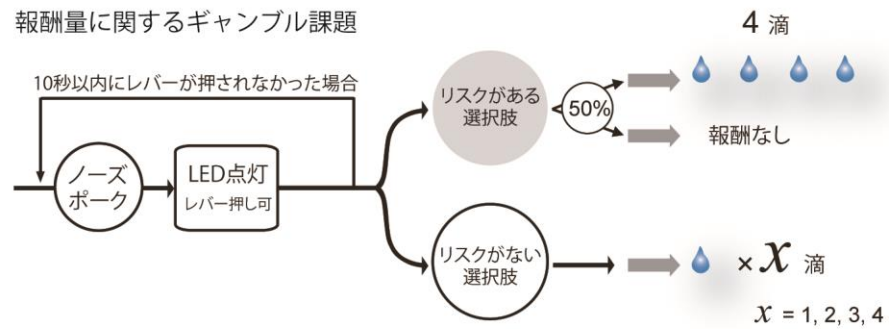 報酬量に関するギャンブル課題
10秒以内にレバーが押されなかった場合
ノーズ
ポーク
LED点灯
レバー押し可
リスクがある
選択肢
50%
4 滴
報酬なし
リスクがない
選択肢
×x 滴
x = 1, 2, 3, 4